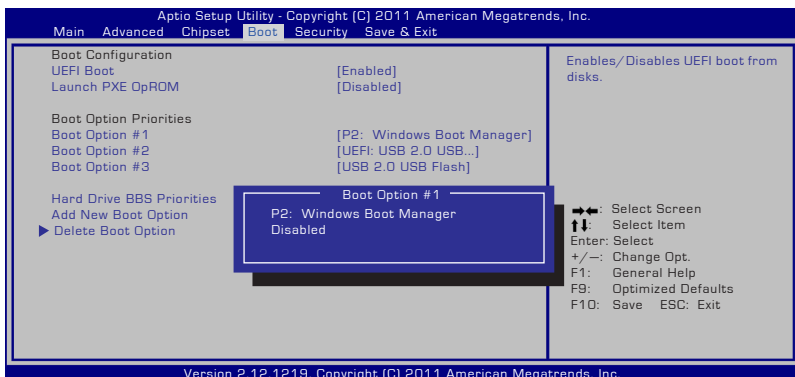 Aptio Setup Utility - Copyright (C) 2011 American Megatrends, Inc.
Main Advanced Chipset Boot Security Save & Exit
Boot Configuration
UEFI Boot [Enabled]
Launch PXE OpROM [Disabled]
Boot Option Priorities
Boot Option #1 [P2: Windows Boot Manager]
Boot Option #2 [UEFI: USB 2.0 USB...]
Boot Option #3 [USB 2.0 USB Flash]
Hard Drive BBS Priorities
Add New Boot Option
Delete Boot Option
Boot Option #1
P2: Windows Boot Manager
Disabled
Enables/Disables UEFI boot from
disks.
→←: Select Screen
↑↓: Select Item
Enter: Select
+/—: Change Opt.
F1: General Help
F9: Optimized Defaults
F10: Save ESC: Exit
Version 2.12.1219. Copyright (C) 2011 American Megatrends, Inc.